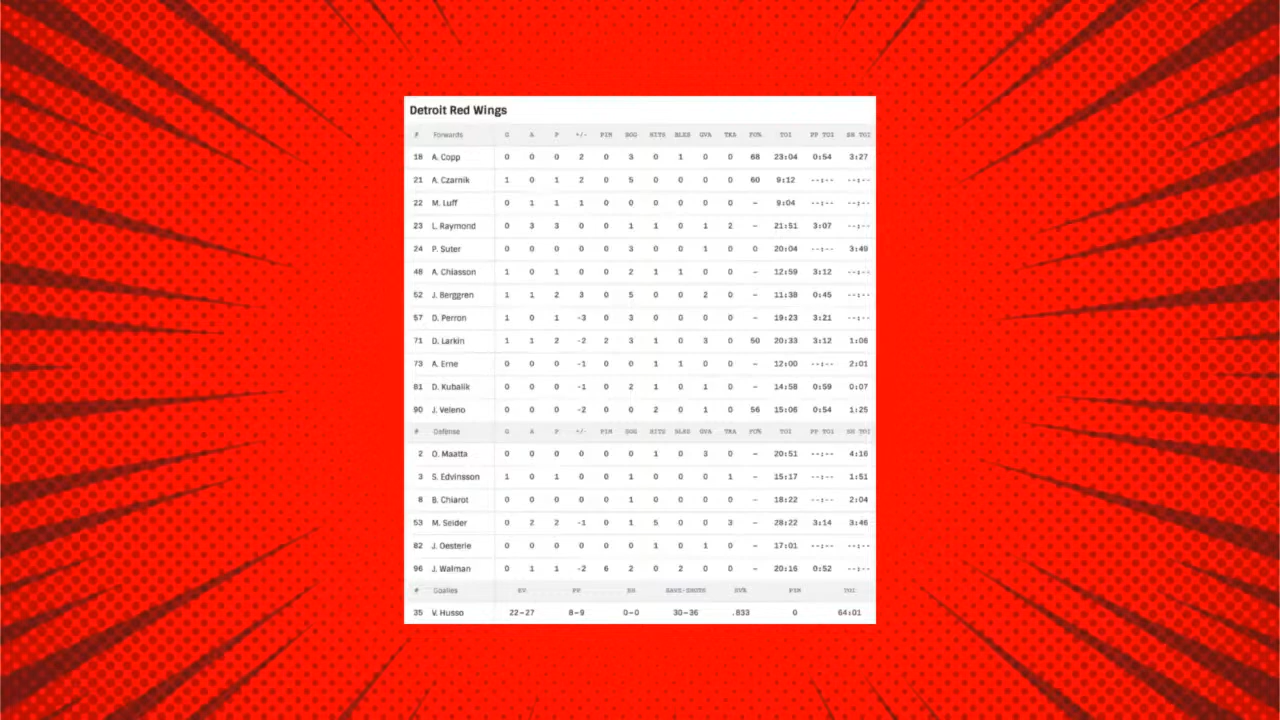 Detroit Red Wings
# Forwards G A P +/- PIM SOG HITS BLKS GVA TKA FO% TOI PP TOI SH TOI
18 A. Copp 0 0 0 2 0 3 0 1 0 0 68 23:04 0:54 3:27
21 A. Czarnik 1 0 1 2 0 5 0 0 0 0 60 9:12 --:-- --:--
22 M. Luff 0 1 1 1 0 0 0 0 0 0 - 9:04 --:-- --:--
23 L. Raymond 0 3 3 0 0 1 1 0 1 2 - 21:51 3:07 --:--
24 P. Suter 0 0 0 0 0 3 0 0 1 0 0 20:04 --:-- 3:49
48 A. Chiasson 1 0 1 0 0 2 1 1 0 0 - 12:59 3:12 --:--
52 J. Berggren 1 1 2 3 0 5 0 0 2 0 - 11:38 0:45 --:--
57 D. Perron 1 0 1 -3 0 3 0 0 0 0 - 19:23 3:21 --:--
71 D. Larkin 1 1 2 -2 2 3 1 0 3 0 50 20:33 3:12 1:06
73 A. Erne 0 0 0 -1 0 0 1 1 0 0 - 12:00 --:-- 2:01
81 D. Kubalik 0 0 0 -1 0 2 1 0 1 0 - 14:58 0:59 0:07
90 J. Veleno 0 0 0 -2 0 0 2 0 1 0 56 15:06 0:54 1:25
# Defense G A P +/- PIM SOG HITS BLKS GVA TKA FO% TOI PP TOI SH TOI
2 O. Maatta 0 0 0 0 0 0 1 0 3 0 - 20:51 --:-- 4:16
3 S. Edvinsson 1 0 1 0 0 1 0 0 0 1 - 15:17 --:-- 1:51
8 B. Chiarot 0 0 0 0 0 1 0 0 0 0 - 18:22 --:-- 2:04
53 M. Seider 0 2 2 -1 0 1 5 0 0 3 - 28:22 3:14 3:46
82 J. Oesterle 0 0 0 0 0 0 1 0 1 0 - 17:01 --:-- --:--
96 J. Walman 0 1 1 -2 6 2 0 2 0 0 - 20:16 0:52 --:--
# Goalies EV PP SH SAVE-SHOTS SV% PIM TOI
35 V. Husso 22-27 8-9 0-0 30-36 .833 0 64:01